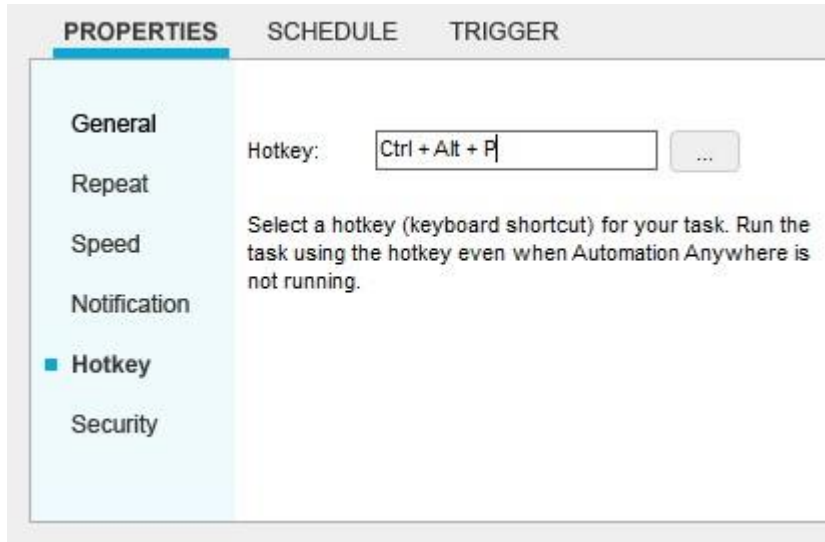 PROPERTIES SCHEDULE TRIGGER
General
Repeat
Speed
Notification
Hotkey
Security
Hotkey: Ctrl + Alt + P ...
Select a hotkey (keyboard shortcut) for your task. Run the
task using the hotkey even when Automation Anywhere is
not running.